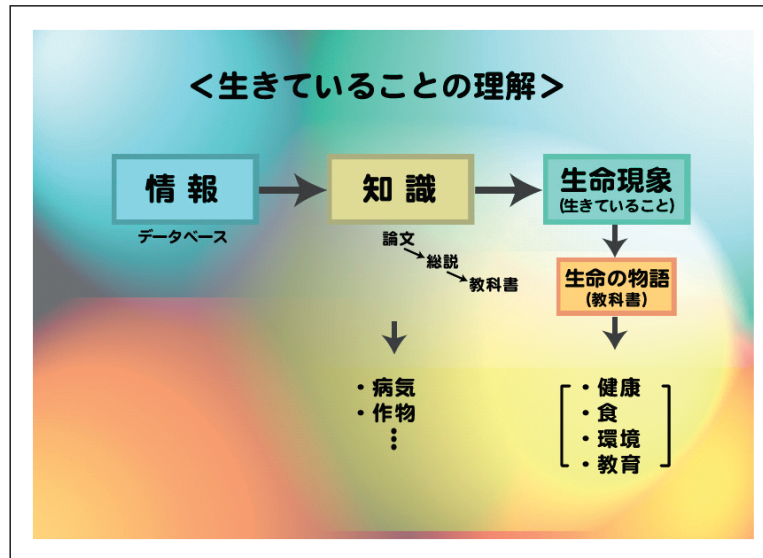 ＜生きていることの理解＞
情報
データベース
知識
論文
総説
教科書
・病気
・作物
⋮
生命現象
(生きていること)
生命の物語
(教科書)
・健康
・食
・環境
・教育